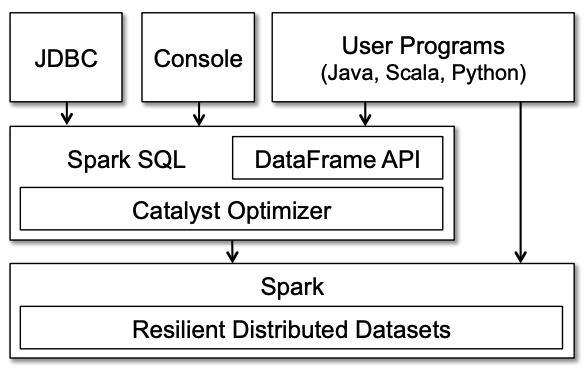 JDBC
Console
User Programs
(Java, Scala, Python)
Spark SQL
DataFrame API
Catalyst Optimizer
Spark
Resilient Distributed Datasets